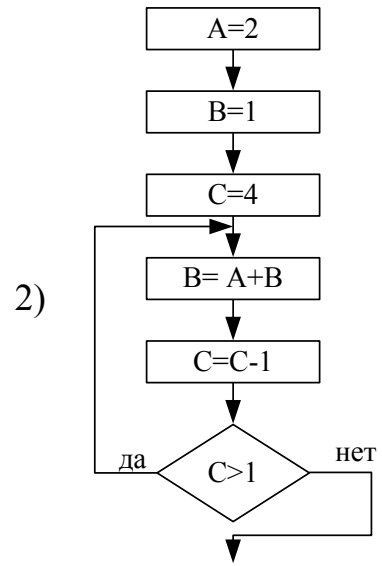 A=2
B=1
C=4
2)
B= A+B
C=C-1
да
C>1
нет